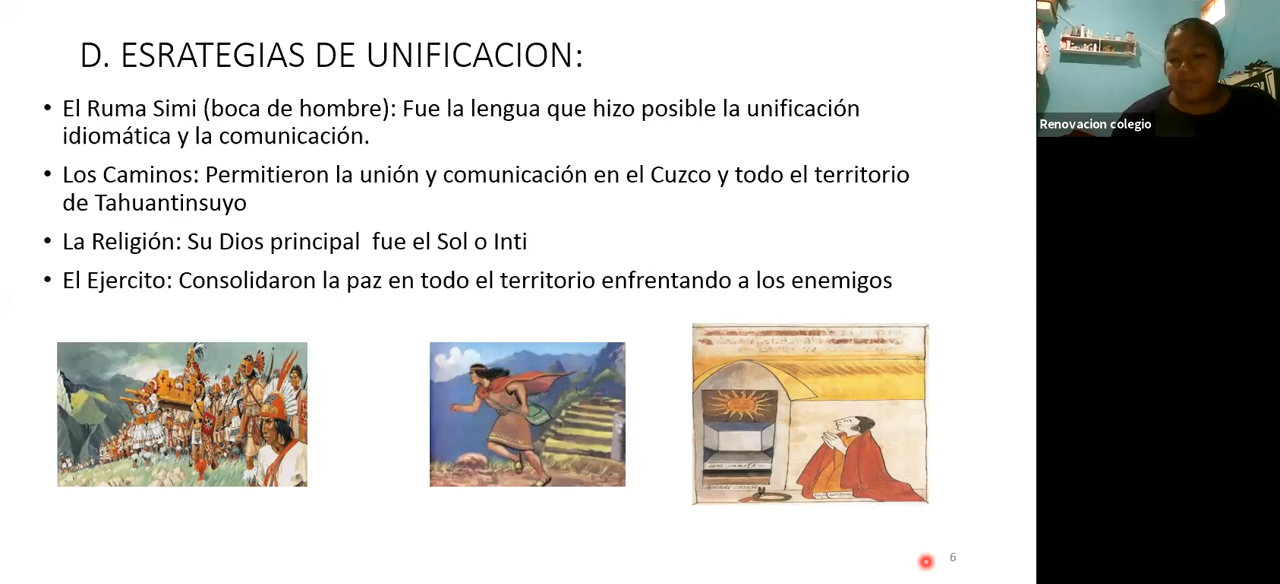 D. ESRATEGIAS DE UNIFICACION:
• El Ruma Simi (boca de hombre): Fue la lengua que hizo posible la unificación
idiomática y la comunicación.
• Los Caminos: Permitieron la unión y comunicación en el Cuzco y todo el territorio
de Tahuantinsuyo
• La Religión: Su Dios principal fue el Sol o Inti
• El Ejercito: Consolidaron la paz en todo el territorio enfrentando a los enemigos
6
Renovacion colegio